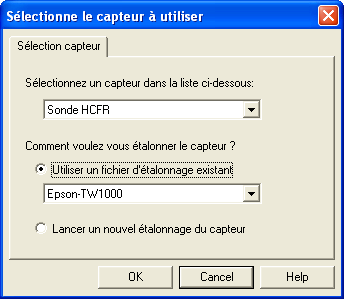 Sélectionne le capteur à utiliser
Sélection capteur
Sélectionnez un capteur dans la liste ci-dessous:
Sonde HCFR
Comment voulez vous étalonner le capteur ?
Utiliser un fichier d'étalonnage existant
Epson-TW1000
Lancer un nouvel étalonnage du capteur
OK
Cancel
Help